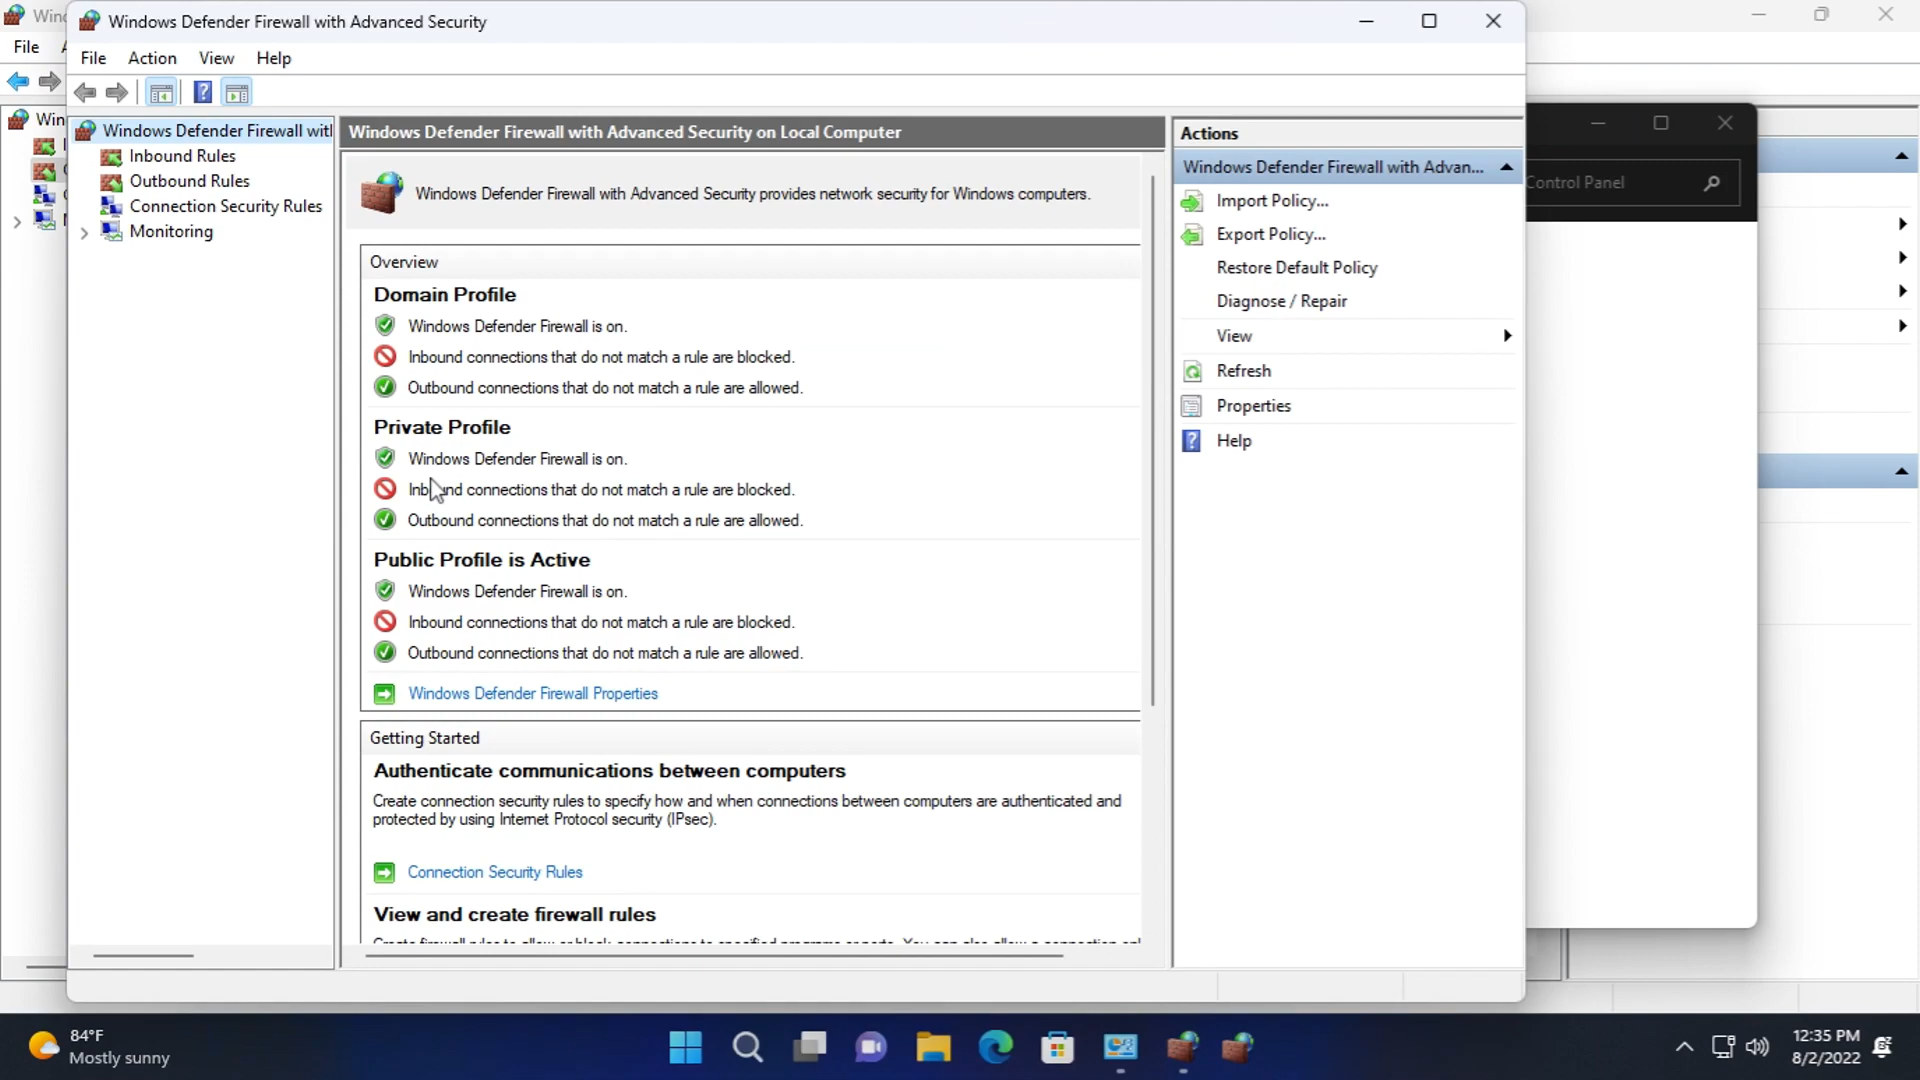 Windows Defender Firewall with Advanced Security
File Action View Help
File
Windows Defender Firewall with
Inbound Rules
Outbound Rules
Connection Security Rules
Monitoring
Windows Defender Firewall with Advanced Security on Local Computer
Windows Defender Firewall with Advanced Security provides network security for Windows computers.
Overview
Domain Profile
Windows Defender Firewall is on.
Inbound connections that do not match a rule are blocked.
Outbound connections that do not match a rule are allowed.
Private Profile
Windows Defender Firewall is on.
Inbound connections that do not match a rule are blocked.
Outbound connections that do not match a rule are allowed.
Public Profile is Active
Windows Defender Firewall is on.
Inbound connections that do not match a rule are blocked.
Outbound connections that do not match a rule are allowed.
Windows Defender Firewall Properties
Getting Started
Authenticate communications between computers
Create connection security rules to specify how and when connections between computers are authenticated and
protected by using Internet Protocol security (IPsec).
Connection Security Rules
View and create firewall rules
Actions
Windows Defender Firewall with Advan...
Import Policy...
Export Policy...
Restore Default Policy
Diagnose / Repair
View
Refresh
Properties
Help
Control Panel
84°F
Mostly sunny
12:35 PM
8/2/2022